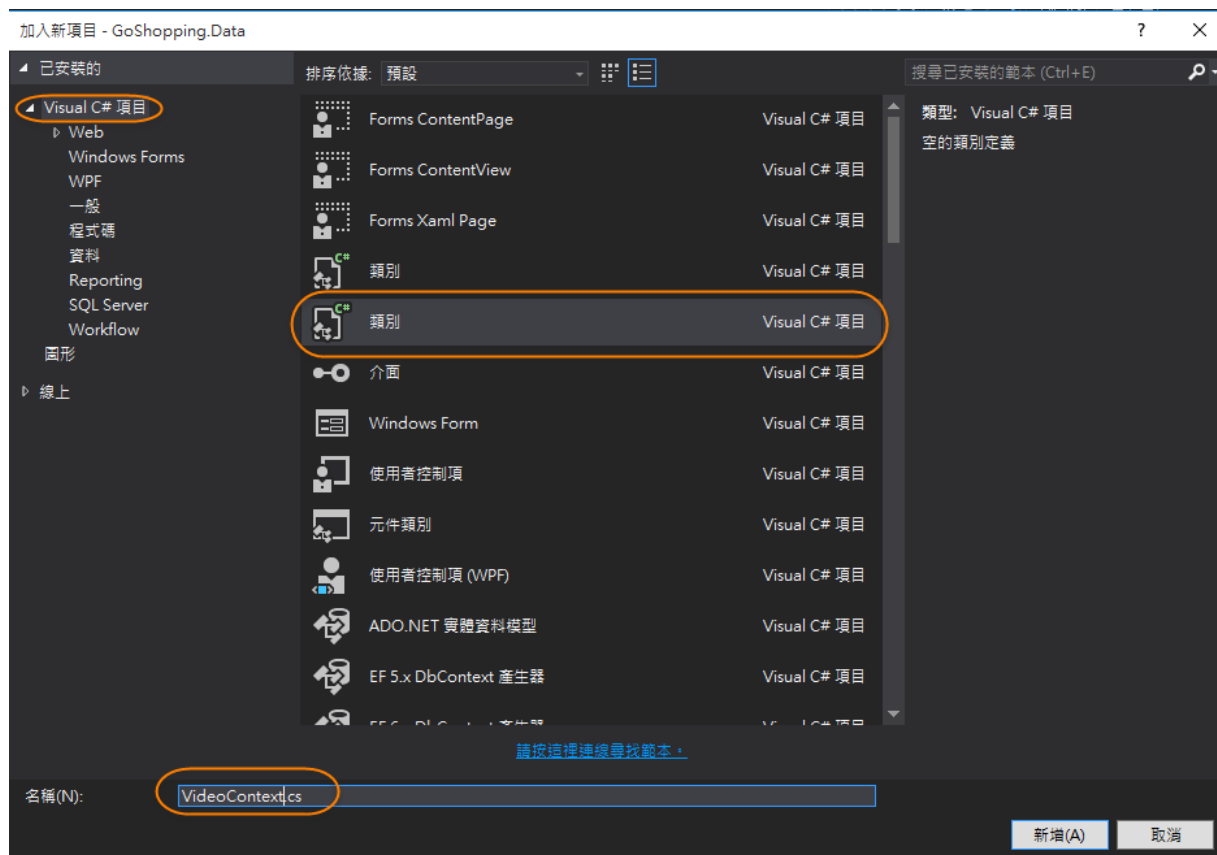 加入新項目 - GoShopping.Data
?
已安裝的
Visual C# 項目
Web
Windows Forms
WPF
一般
程式碼
資料
Reporting
SQL Server
Workflow
圖形
線上
排序依據: 預設
Forms ContentPage Visual C# 項目
Forms ContentView Visual C# 項目
Forms Xaml Page Visual C# 項目
類別 Visual C# 項目
類別 Visual C# 項目
介面 Visual C# 項目
Windows Form Visual C# 項目
使用者控制項 Visual C# 項目
元件類別 Visual C# 項目
使用者控制項 (WPF) Visual C# 項目
ADO.NET 實體資料模型 Visual C# 項目
EF 5.x DbContext 產生器 Visual C# 項目
請按這裡連線尋找範本。
搜尋已安裝的範本 (Ctrl+E)
類型: Visual C# 項目
空的類別定義
名稱(N): VideoContext.cs
新增(A) 取消